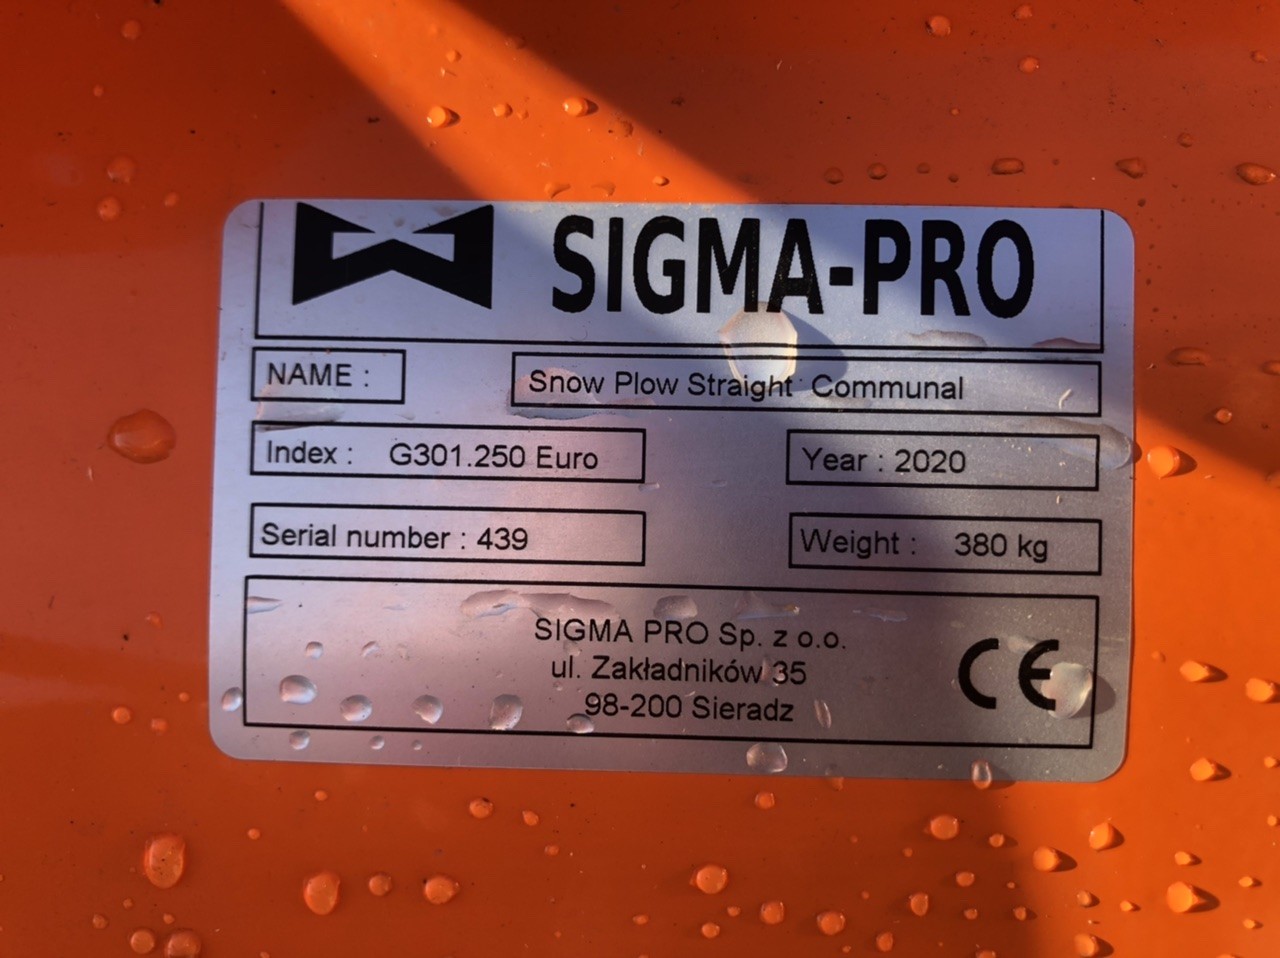 SIGMA-PRO
NAME : Snow Plow Straight Communal
Index : G301.250 Euro Year : 2020
Serial number : 439 Weight : 380 kg
SIGMA PRO Sp. z o.o.
ul. Zakładników 35
98-200 Sieradz
CE